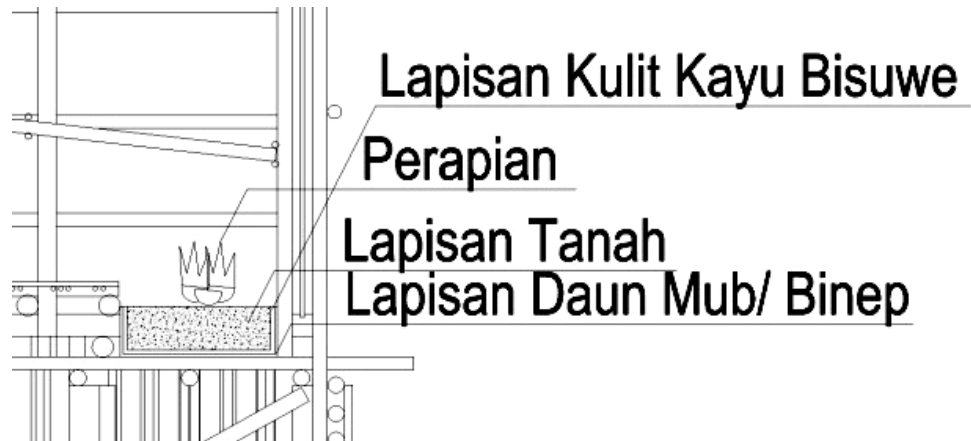 Lapisan Kulit Kayu Bisuwe
Perapian
Lapisan Tanah
Lapisan Daun Mub/ Binep